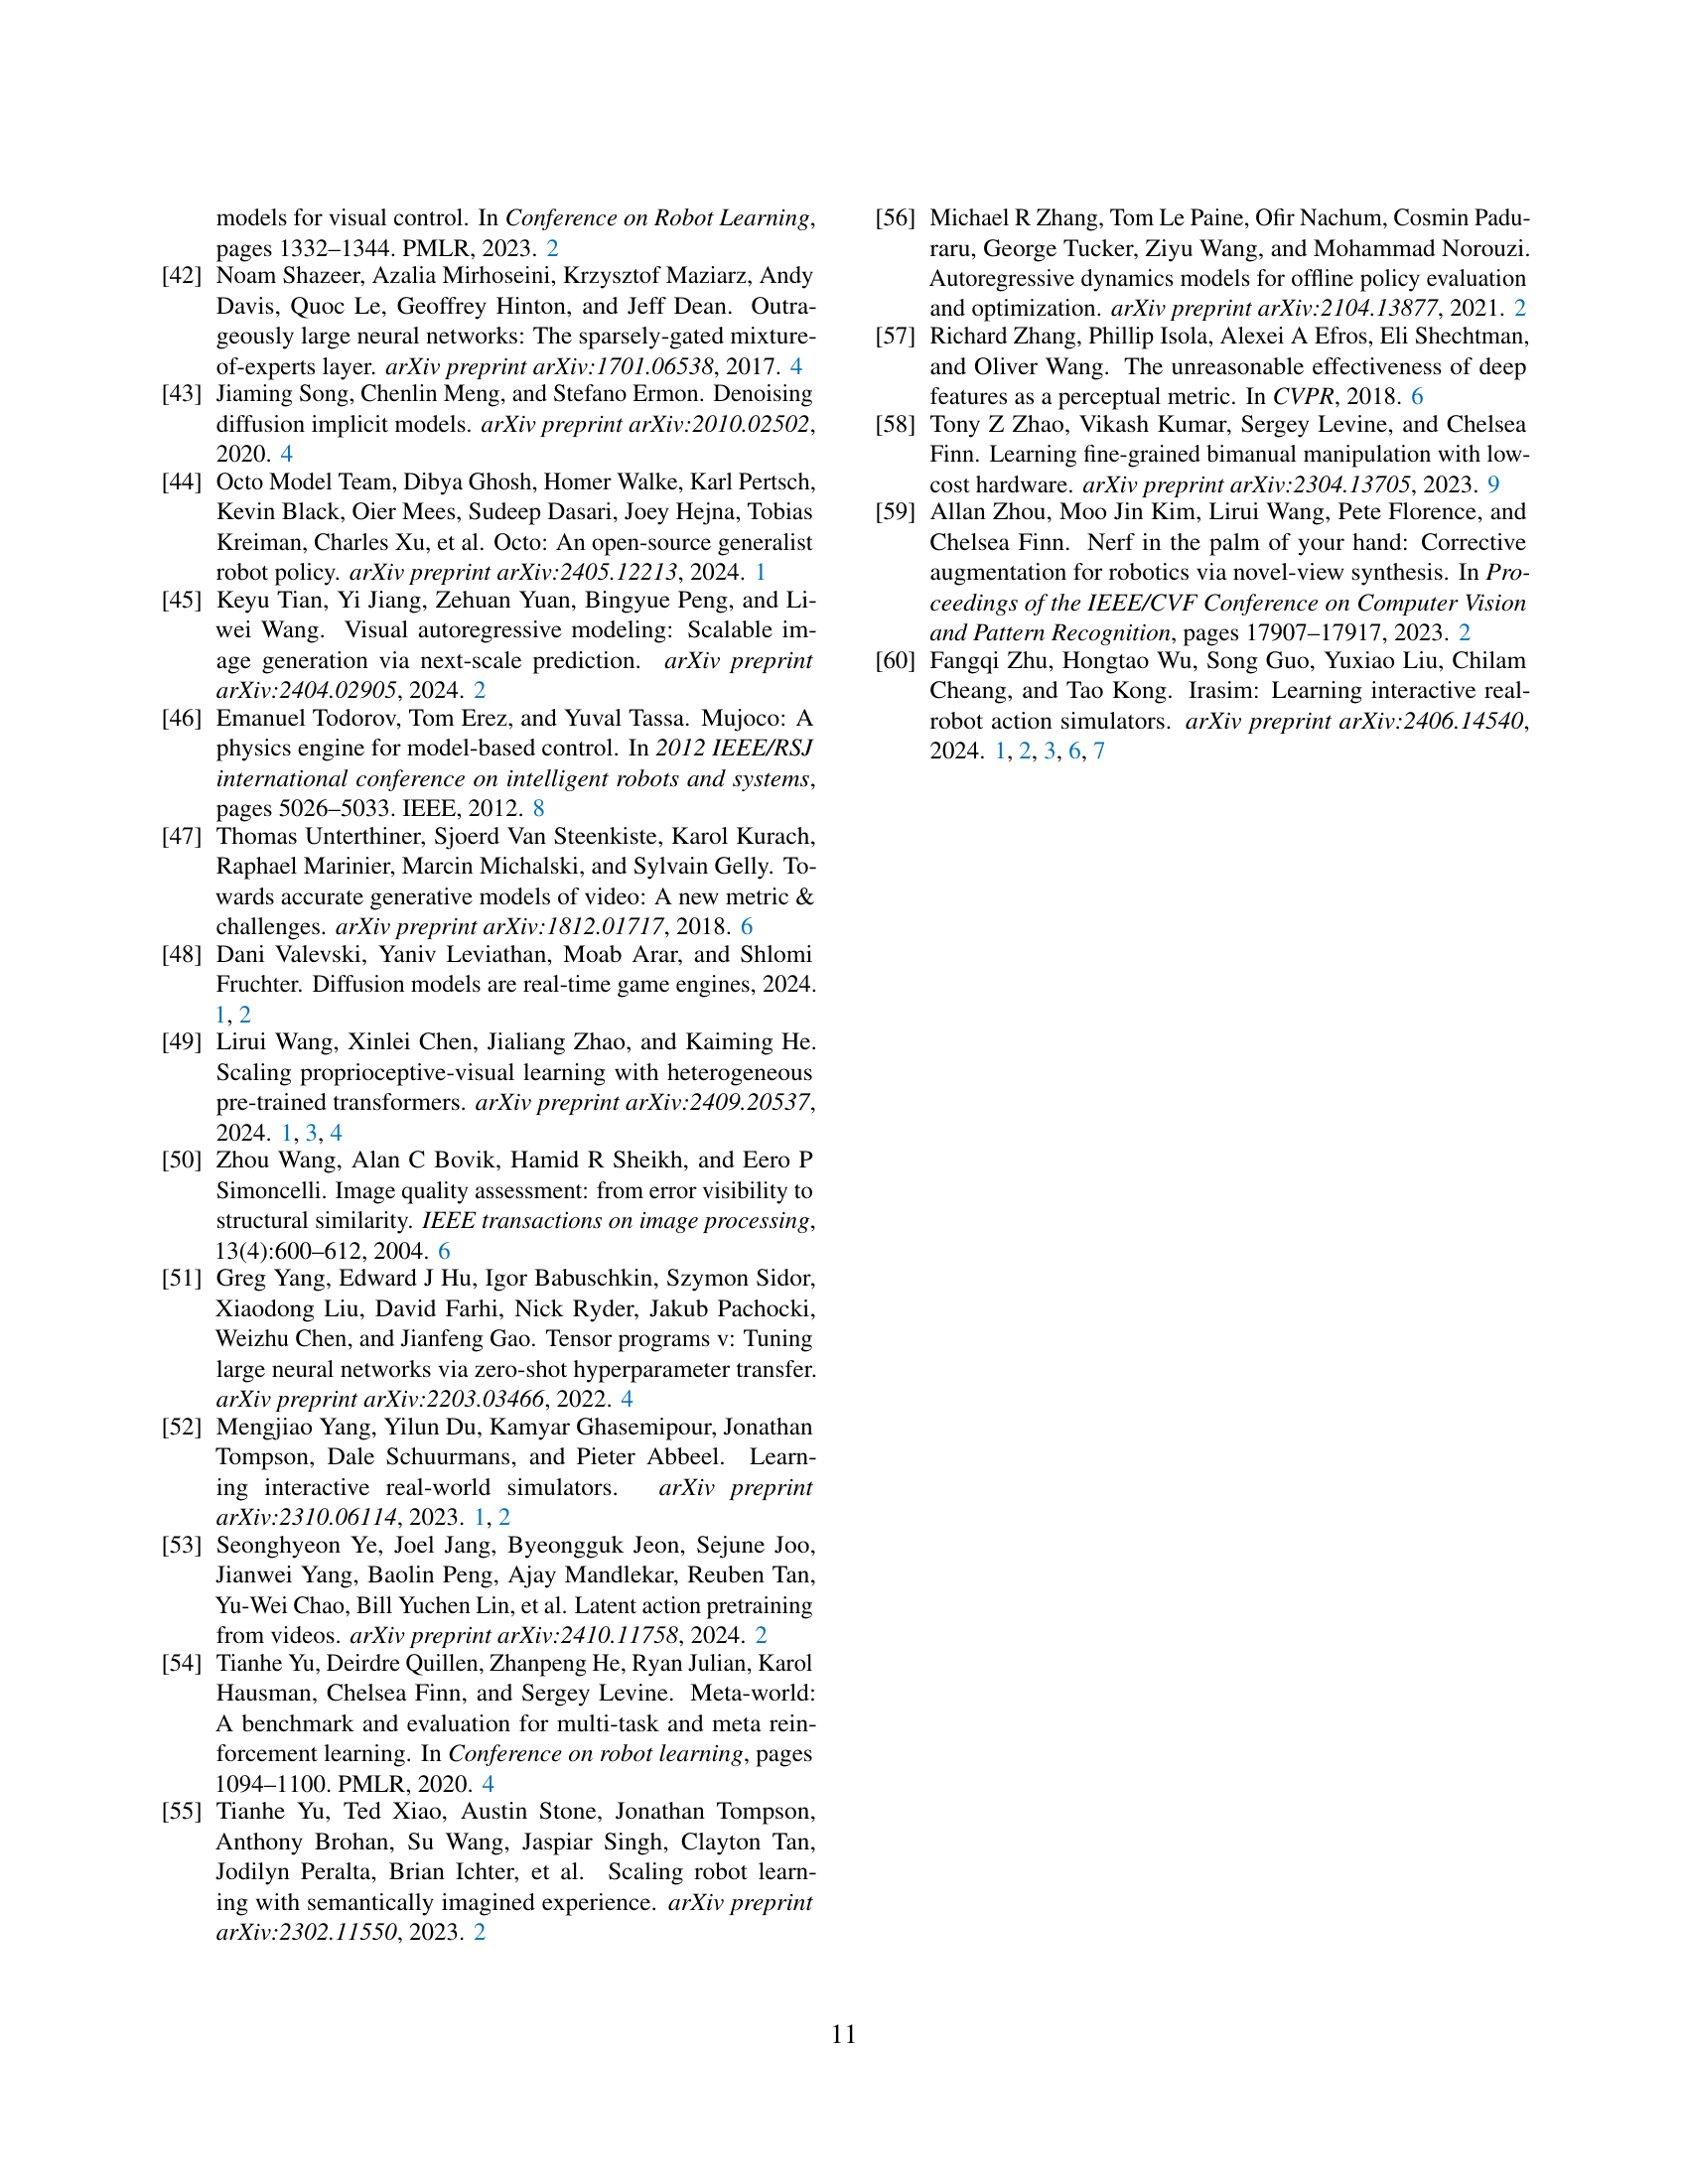 models for visual control. In Conference on Robot Learning,
pages 1332–1344. PMLR, 2023. 2
[42] Noam Shazeer, Azalia Mirhoseini, Krzysztof Maziarz, Andy
Davis, Quoc Le, Geoffrey Hinton, and Jeff Dean. Outra-
geously large neural networks: The sparsely-gated mixture-
of-experts layer. arXiv preprint arXiv:1701.06538, 2017. 4
[43] Jiaming Song, Chenlin Meng, and Stefano Ermon. Denoising
diffusion implicit models. arXiv preprint arXiv:2010.02502,
2020. 4
[44] Octo Model Team, Dibya Ghosh, Homer Walke, Karl Pertsch,
Kevin Black, Oier Mees, Sudeep Dasari, Joey Hejna, Tobias
Kreiman, Charles Xu, et al. Octo: An open-source generalist
robot policy. arXiv preprint arXiv:2405.12213, 2024. 1
[45] Keyu Tian, Yi Jiang, Zehuan Yuan, Bingyue Peng, and Li-
wei Wang. Visual autoregressive modeling: Scalable im-
age generation via next-scale prediction. arXiv preprint
arXiv:2404.02905, 2024. 2
[46] Emanuel Todorov, Tom Erez, and Yuval Tassa. Mujoco: A
physics engine for model-based control. In 2012 IEEE/RSJ
international conference on intelligent robots and systems,
pages 5026–5033. IEEE, 2012. 8
[47] Thomas Unterthiner, Sjoerd Van Steenkiste, Karol Kurach,
Raphael Marinier, Marcin Michalski, and Sylvain Gelly. To-
wards accurate generative models of video: A new metric &
challenges. arXiv preprint arXiv:1812.01717, 2018. 6
[48] Dani Valevski, Yaniv Leviathan, Moab Arar, and Shlomi
Fruchter. Diffusion models are real-time game engines, 2024.
1, 2
[49] Lirui Wang, Xinlei Chen, Jialiang Zhao, and Kaiming He.
Scaling proprioceptive-visual learning with heterogeneous
pre-trained transformers. arXiv preprint arXiv:2409.20537,
2024. 1, 3, 4
[50] Zhou Wang, Alan C Bovik, Hamid R Sheikh, and Eero P
Simoncelli. Image quality assessment: from error visibility to
structural similarity. IEEE transactions on image processing,
13(4):600–612, 2004. 6
[51] Greg Yang, Edward J Hu, Igor Babuschkin, Szymon Sidor,
Xiaodong Liu, David Farhi, Nick Ryder, Jakub Pachocki,
Weizhu Chen, and Jianfeng Gao. Tensor programs v: Tuning
large neural networks via zero-shot hyperparameter transfer.
arXiv preprint arXiv:2203.03466, 2022. 4
[52] Mengjiao Yang, Yilun Du, Kamyar Ghasemipour, Jonathan
Tompson, Dale Schuurmans, and Pieter Abbeel. Learn-
ing interactive real-world simulators. arXiv preprint
arXiv:2310.06114, 2023. 1, 2
[53] Seonghyeon Ye, Joel Jang, Byeongguk Jeon, Sejune Joo,
Jianwei Yang, Baolin Peng, Ajay Mandlekar, Reuben Tan,
Yu-Wei Chao, Bill Yuchen Lin, et al. Latent action pretraining
from videos. arXiv preprint arXiv:2410.11758, 2024. 2
[54] Tianhe Yu, Deirdre Quillen, Zhanpeng He, Ryan Julian, Karol
Hausman, Chelsea Finn, and Sergey Levine. Meta-world:
A benchmark and evaluation for multi-task and meta rein-
forcement learning. In Conference on robot learning, pages
1094–1100. PMLR, 2020. 4
[55] Tianhe Yu, Ted Xiao, Austin Stone, Jonathan Tompson,
Anthony Brohan, Su Wang, Jaspiar Singh, Clayton Tan,
Jodilyn Peralta, Brian Ichter, et al. Scaling robot learn-
ing with semantically imagined experience. arXiv preprint
arXiv:2302.11550, 2023. 2
[56] Michael R Zhang, Tom Le Paine, Ofir Nachum, Cosmin Padu-
raru, George Tucker, Ziyu Wang, and Mohammad Norouzi.
Autoregressive dynamics models for offline policy evaluation
and optimization. arXiv preprint arXiv:2104.13877, 2021. 2
[57] Richard Zhang, Phillip Isola, Alexei A Efros, Eli Shechtman,
and Oliver Wang. The unreasonable effectiveness of deep
features as a perceptual metric. In CVPR, 2018. 6
[58] Tony Z Zhao, Vikash Kumar, Sergey Levine, and Chelsea
Finn. Learning fine-grained bimanual manipulation with low-
cost hardware. arXiv preprint arXiv:2304.13705, 2023. 9
[59] Allan Zhou, Moo Jin Kim, Lirui Wang, Pete Florence, and
Chelsea Finn. Nerf in the palm of your hand: Corrective
augmentation for robotics via novel-view synthesis. In Pro-
ceedings of the IEEE/CVF Conference on Computer Vision
and Pattern Recognition, pages 17907–17917, 2023. 2
[60] Fangqi Zhu, Hongtao Wu, Song Guo, Yuxiao Liu, Chilam
Cheang, and Tao Kong. Irasim: Learning interactive real-
robot action simulators. arXiv preprint arXiv:2406.14540,
2024. 1, 2, 3, 6, 7
11